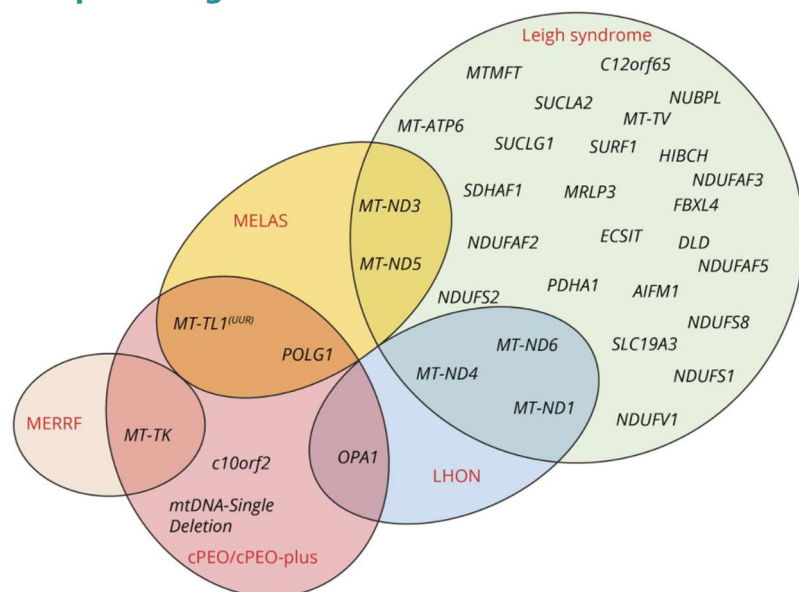 Leigh syndrome
MTMFT
C12orf65
SUCLA2
NUBPL
MT-TV
MT-ATP6
SUCLG1
SURF1
HIBCH
NDUFAF3
SDHAF1
MRLP3
FBXL4
MELAS
MT-ND3
NDUFAF2
ECSIT
DLD
MT-ND5
NDUFAF5
PDHA1
AIFM1
NDUFS2
MT-TL1(UUR)
NDUFS8
POLG1
MT-ND6
SLC19A3
MT-ND4
NDUFS1
MT-ND1
NDUFV1
MERRF
MT-TK
OPA1
c10orf2
LHON
mtDNA-Single
Deletion
cPEO/cPEO-plus